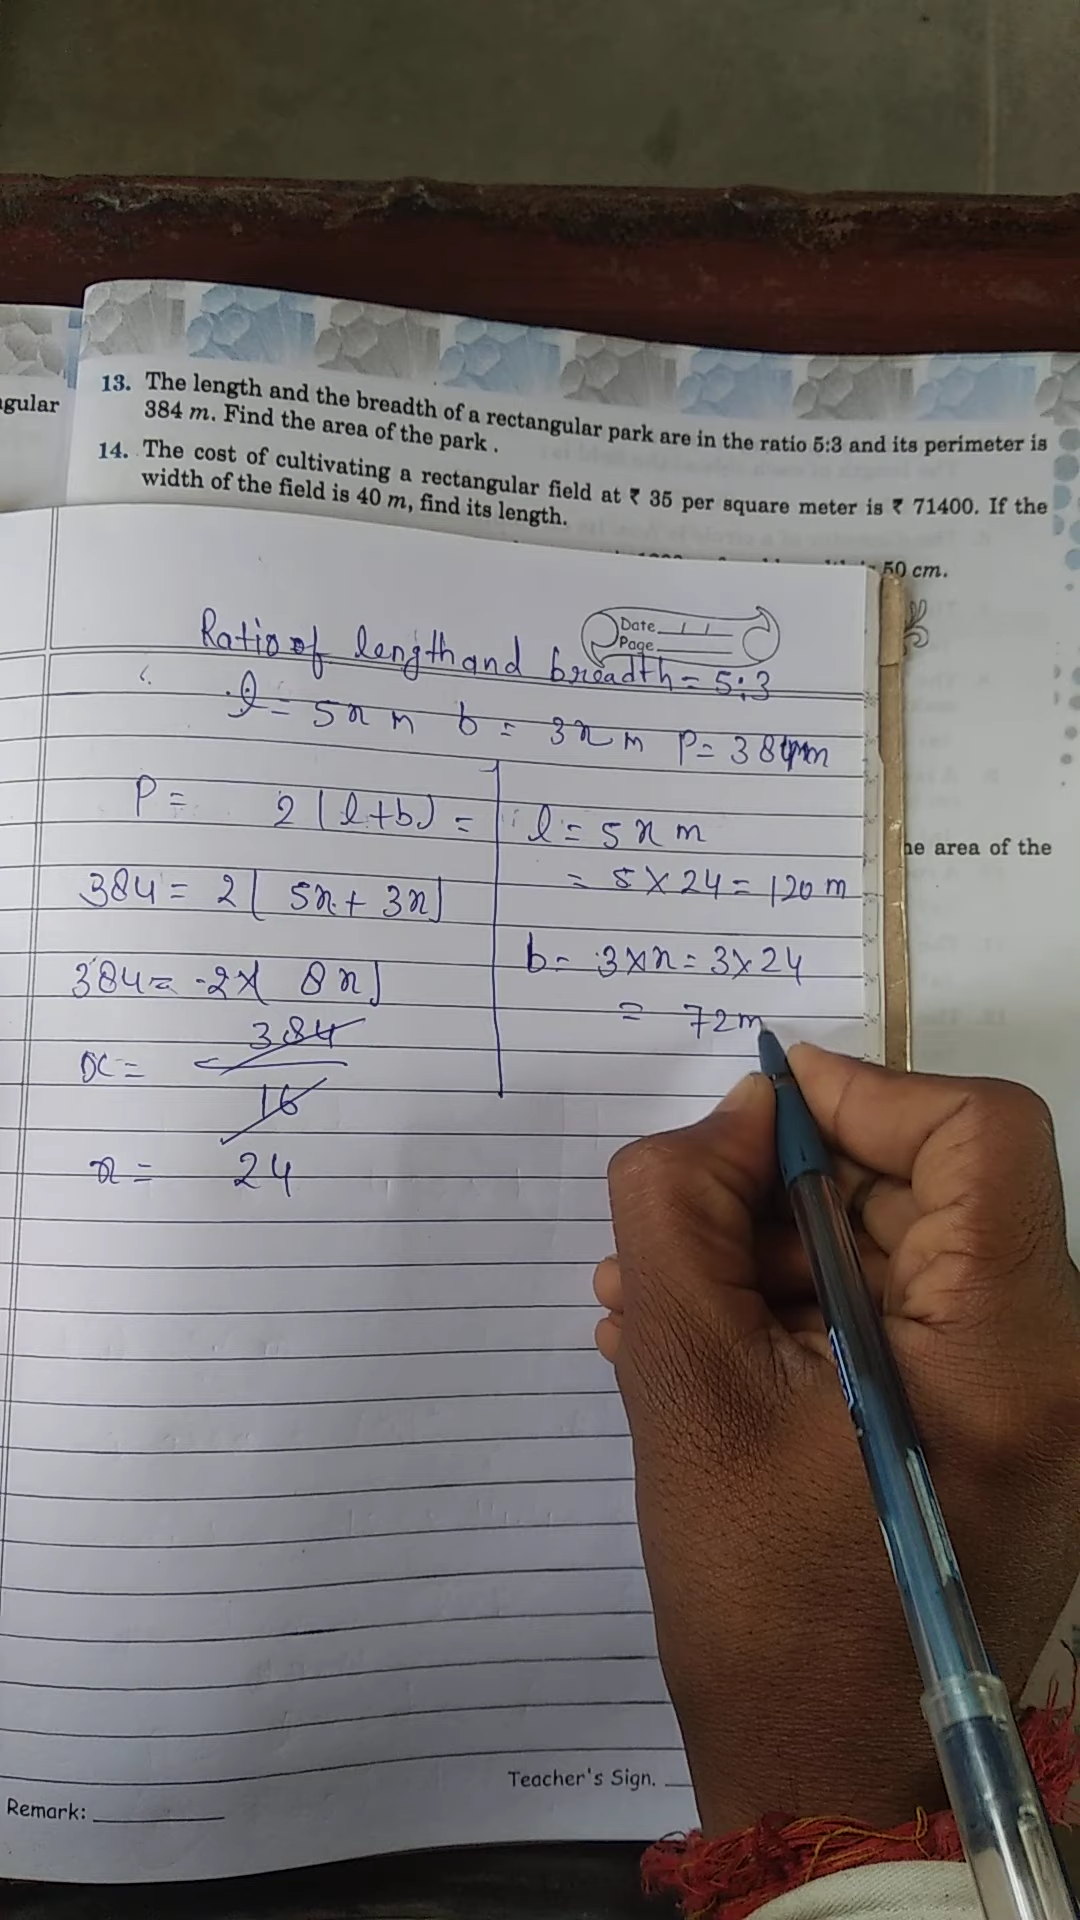 13. The length and the breadth of a rectangular park are in the ratio 5:3 and its perimeter is
384 m. Find the area of the park.
14. The cost of cultivating a rectangular field at ₹ 35 per square meter is ₹ 71400. If the
width of the field is 40 m, find its length.
gular
50 cm.
he area of the
Date
Page
Ratio of length and breadth = 5:3
l = 5x m b = 3x m P = 384m
P = 2(l+b) =
384 = 2[5x + 3x]
384 = 2×[8x]
x = 384
16
x = 24
l = 5x m
= 5 × 24 = 120 m
b = 3×x = 3×24
= 72m
Teacher's Sign.
Remark: